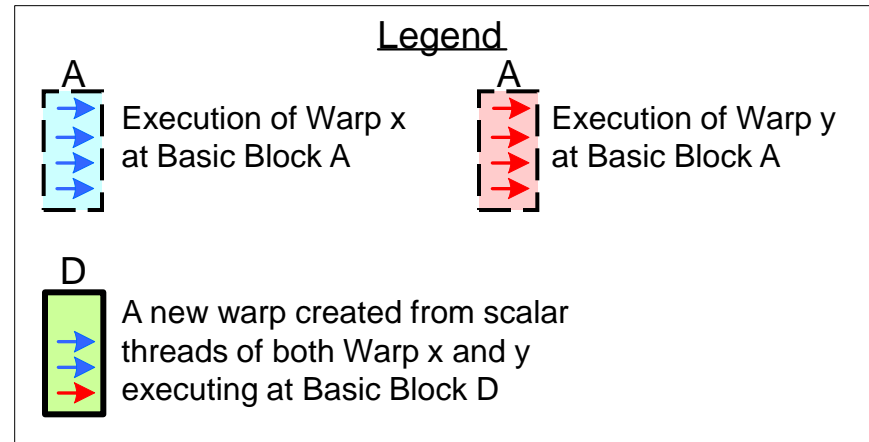 Legend
A
Execution of Warp x
at Basic Block A
A
Execution of Warp y
at Basic Block A
D
A new warp created from scalar
threads of both Warp x and y
executing at Basic Block D